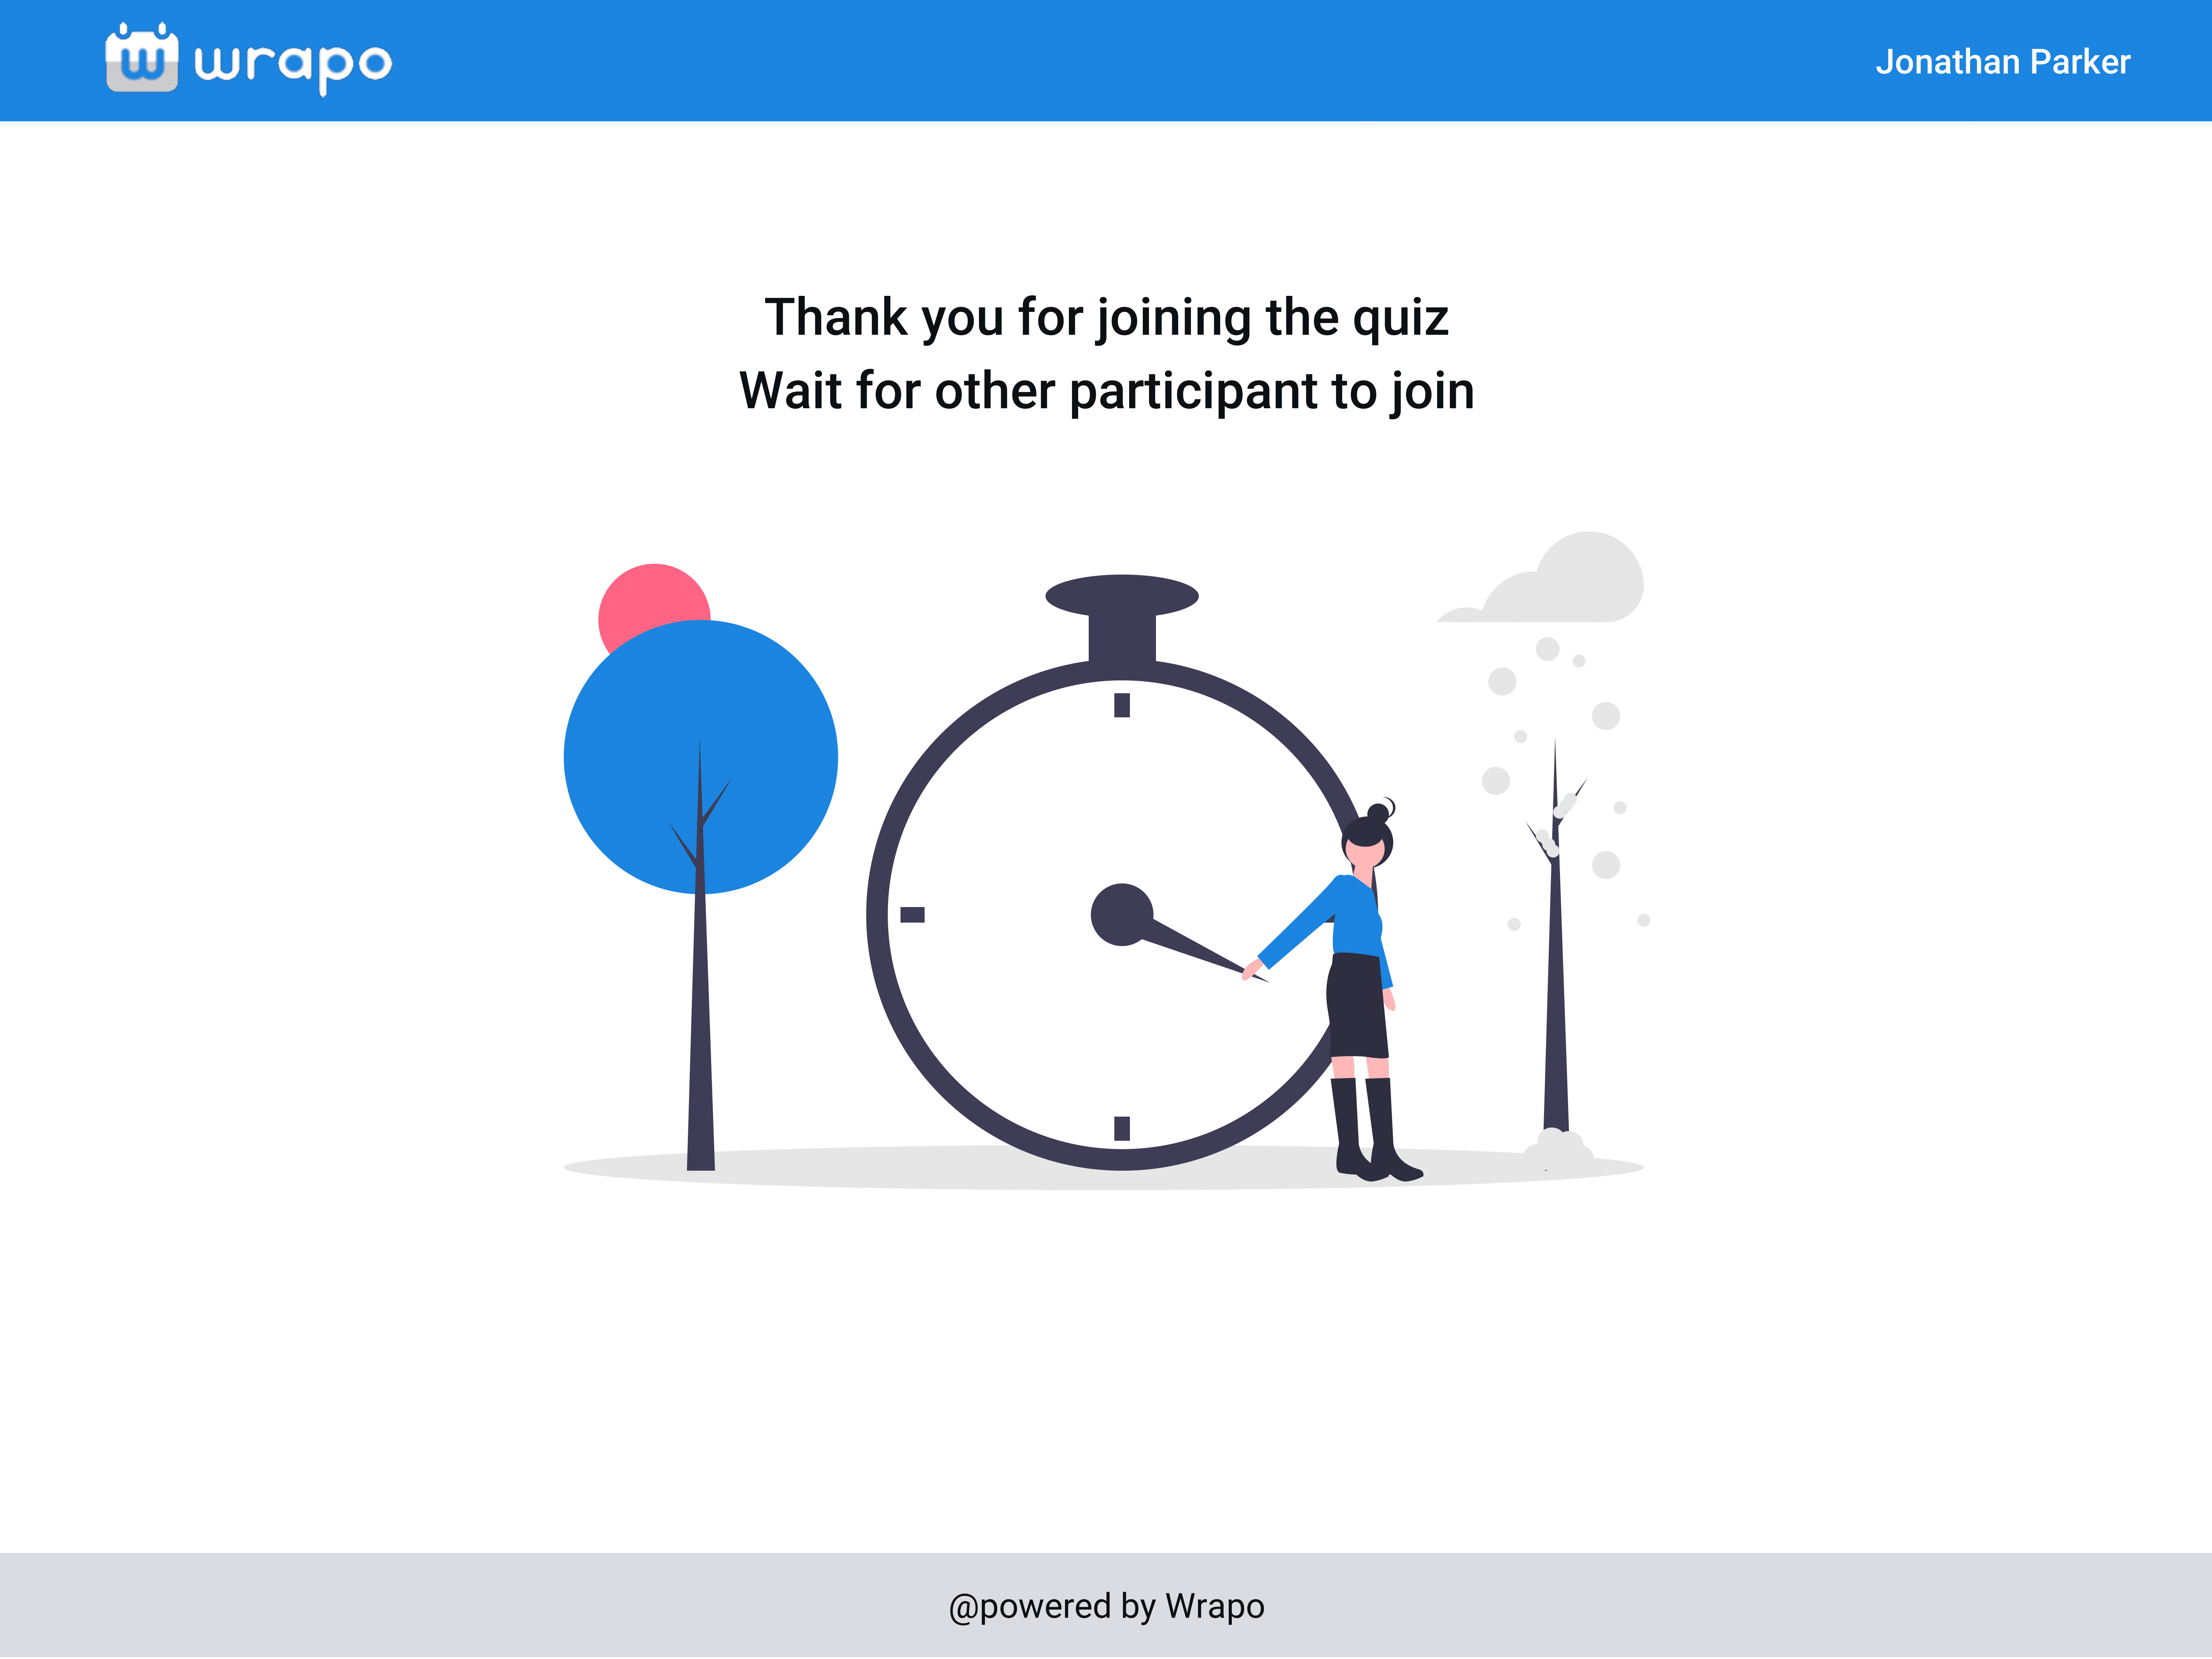 w wrapo
Jonathan Parker
Thank you for joining the quiz
Wait for other participant to join
@powered by Wrapo